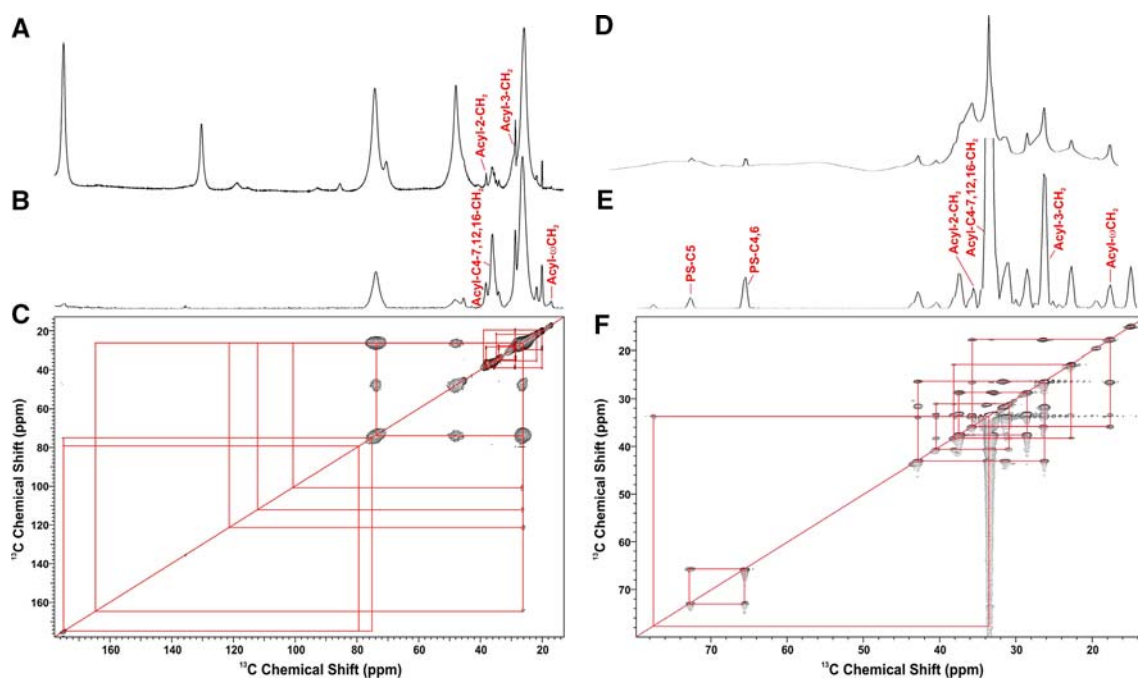 A
Acyl-2-CH₂
Acyl-3-CH₂
B
Acyl-C4-7,12,16-CH₂
Acyl-ωCH₂
C
20
40
60
80
100
120
140
160
¹³C Chemical Shift (ppm)
160 140 120 100 80 60 40 20
¹³C Chemical Shift (ppm)
D
E
PS-C5
PS-C4,6
Acyl-2-CH₂
Acyl-C4-7,12,16-CH₂
Acyl-3-CH₂
Acyl-ωCH₂
F
20
30
40
50
60
70
¹³C Chemical Shift (ppm)
70 60 50 40 30 20
¹³C Chemical Shift (ppm)